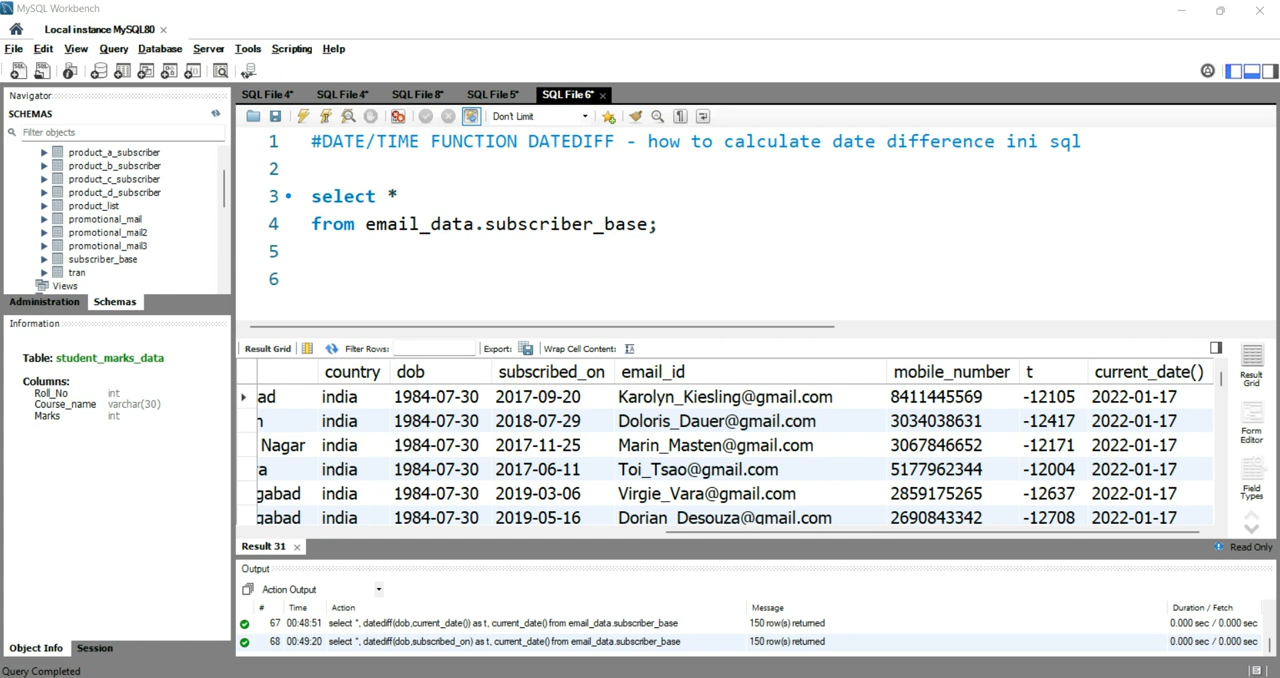 MySQL Workbench
Local instance MySQL80
File Edit View Query Database Server Tools Scripting Help
Navigator
SCHEMAS
Filter objects
product_a_subscriber
product_b_subscriber
product_c_subscriber
product_d_subscriber
product_list
promotional_mail
promotional_mail2
promotional_mail3
subscriber_base
tran
Views
Administration Schemas
Information
Table: student_marks_data
Columns:
Roll_No int
Course_name varchar(30)
Marks int
Object Info Session
Query Completed
SQL File 4* SQL File 4* SQL File 8* SQL File 5* SQL File 6*
Don't Limit
1 #DATE/TIME FUNCTION DATEDIFF - how to calculate date difference ini sql
2
3 select *
4 from email_data.subscriber_base;
5
6
Result Grid Filter Rows: Export: Wrap Cell Content:
country dob subscribed_on email_id mobile_number t current_date()
ad india 1984-07-30 2017-09-20 Karolyn_Kiesling@gmail.com 8411445569 -12105 2022-01-17
india 1984-07-30 2018-07-29 Doloris_Dauer@gmail.com 3034038631 -12417 2022-01-17
Nagar india 1984-07-30 2017-11-25 Marin_Masten@gmail.com 3067846652 -12171 2022-01-17
a india 1984-07-30 2017-06-11 Toi_Tsao@gmail.com 5177962344 -12004 2022-01-17
gabad india 1984-07-30 2019-03-06 Virgie_Vara@gmail.com 2859175265 -12637 2022-01-17
gabad india 1984-07-30 2019-05-16 Dorian_Desouza@gmail.com 2690843342 -12708 2022-01-17
Result Grid
Form Editor
Field Types
Result 31
Read Only
Output
Action Output
# Time Action Message Duration / Fetch
67 00:48:51 select *, datediff(dob,current_date()) as t, current_date() from email_data.subscriber_base 150 row(s) returned 0.000 sec / 0.000 sec
68 00:49:20 select *, datediff(dob,subscribed_on) as t, current_date() from email_data.subscriber_base 150 row(s) returned 0.000 sec / 0.000 sec